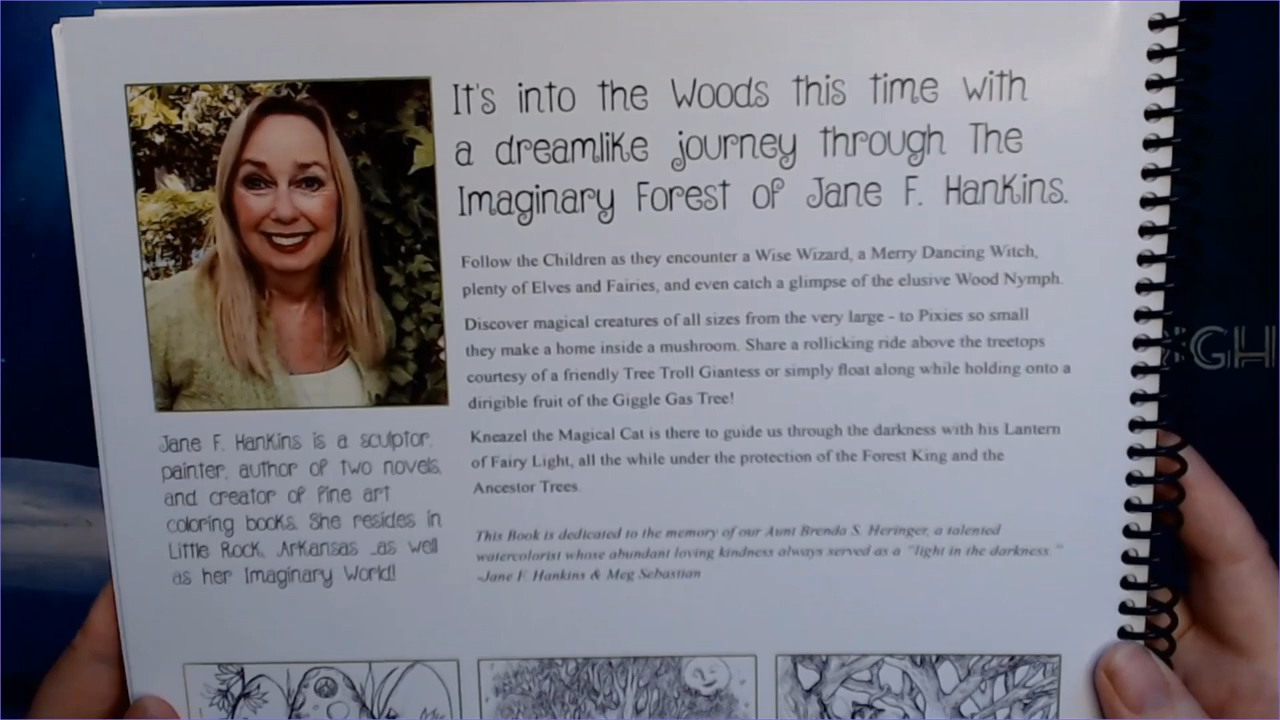 It's into the Woods this time with
a dreamlike journey through The
Imaginary Forest of Jane F. Hankins.
Follow the Children as they encounter a Wise Wizard, a Merry Dancing Witch,
plenty of Elves and Fairies, and even catch a glimpse of the elusive Wood Nymph.
Discover magical creatures of all sizes from the very large - to Pixies so small
they make a home inside a mushroom. Share a rollicking ride above the treetops
courtesy of a friendly Tree Troll Giantess or simply float along while holding onto a
dirigible fruit of the Giggle Gas Tree!
Kneazel the Magical Cat is there to guide us through the darkness with his Lantern
of Fairy Light, all the while under the protection of the Forest King and the
Ancestor Trees.
This Book is dedicated to the memory of our Aunt Brenda S. Heringer, a talented
watercolorist whose abundant loving kindness always served as a "light in the darkness."
~Jane F. Hankins & Meg Sebastian
Jane F. Hankins is a sculptor,
painter, author of two novels,
and creator of fine art
coloring books. She resides in
Little Rock, Arkansas ...as well
as her Imaginary World!
GH